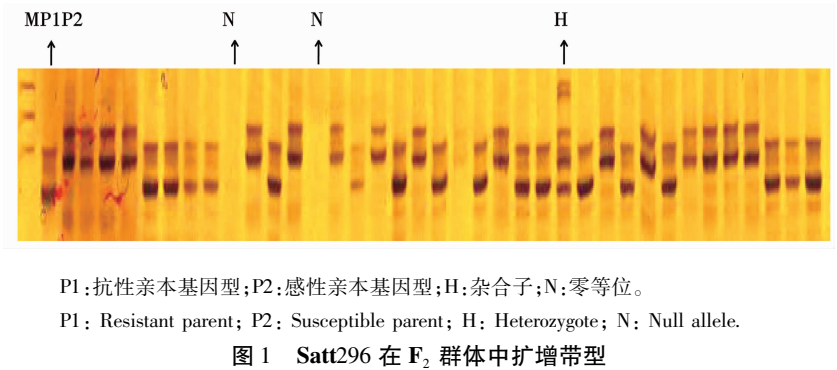 MP1P2 N N H
P1:抗性亲本基因型;P2:感性亲本基因型;H:杂合子;N:零等位。
P1: Resistant parent; P2: Susceptible parent; H: Heterozygote; N: Null allele.
图 1 Satt296 在 F₂ 群体中扩增带型